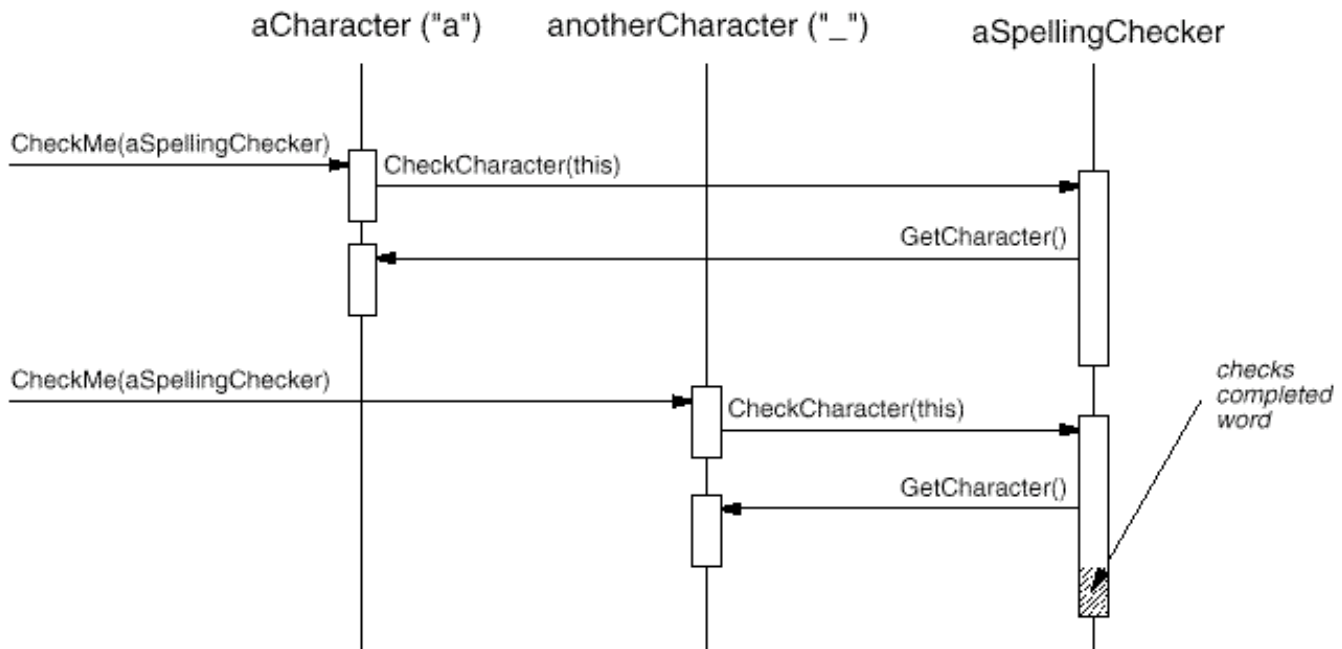 aCharacter ("a")
anotherCharacter ("_")
aSpellingChecker
CheckMe(aSpellingChecker)
CheckCharacter(this)
GetCharacter()
CheckMe(aSpellingChecker)
CheckCharacter(this)
checks
completed
word
GetCharacter()